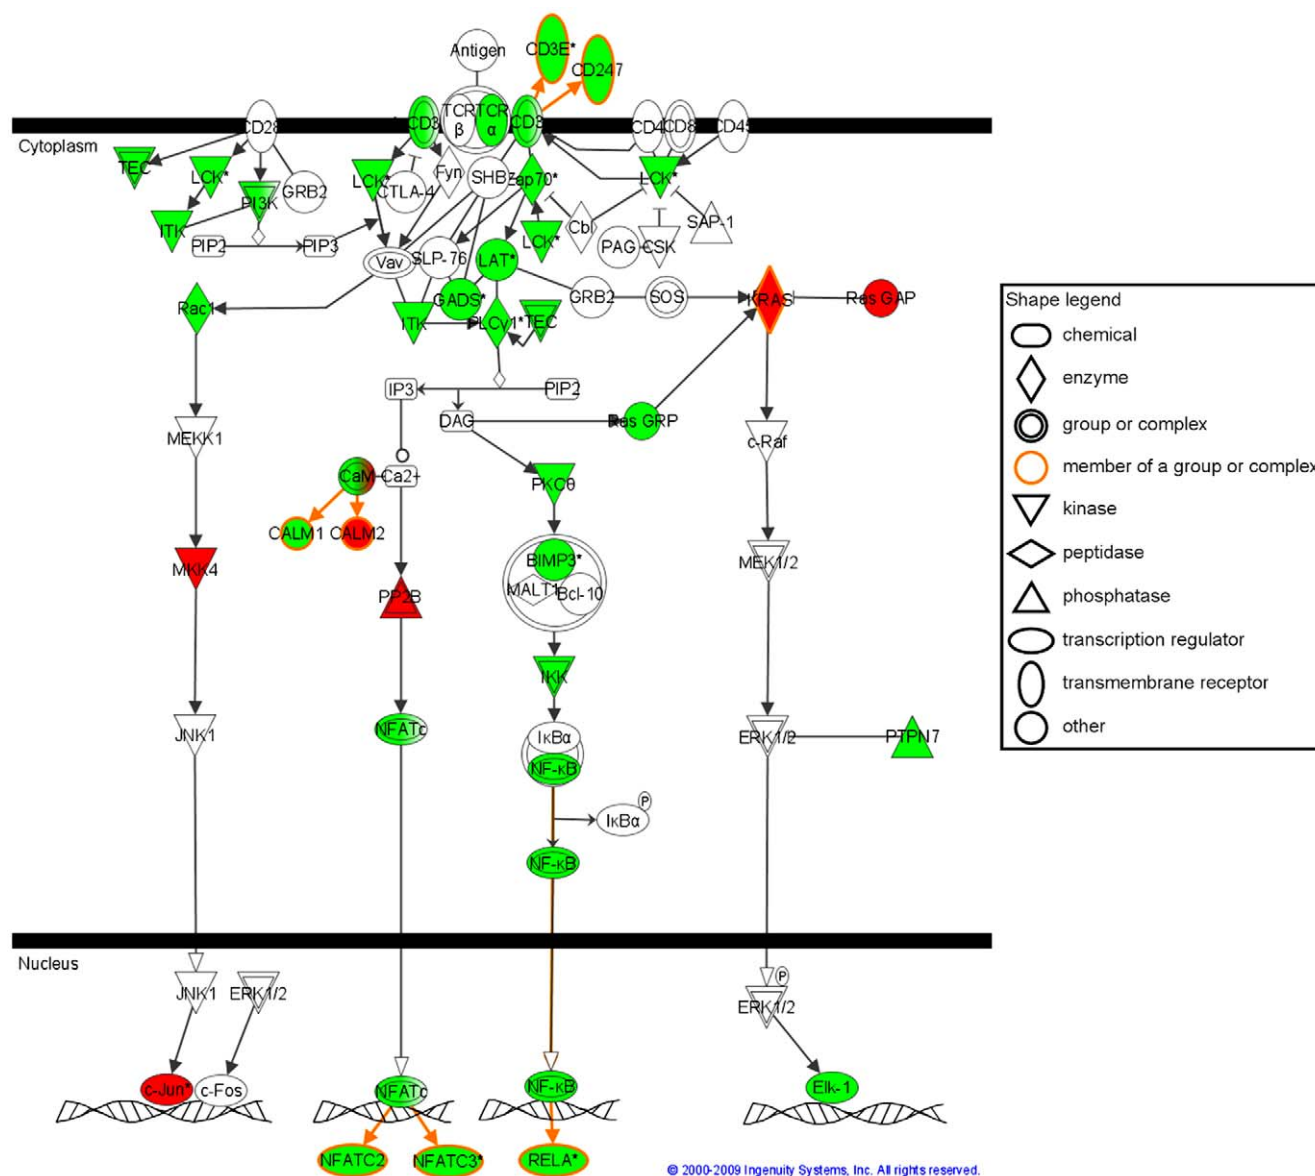 Antigen
CD3E*
CD247
CD28
CD3
TCR
β
TCR
α
CD3
CD4
CD8
CD45
Cytoplasm
TEC
LCK*
PI3K
GRB2
ITK
PIP2
PIP3
LCK*
CTLA-4
Fyn
SHB
Zap70*
LCK*
LCK*
Cbl
PAG
CSK
SAP-1
Vav
SLP-76
LAT*
GADS*
ITK
PLCγ1*
TEC
GRB2
SOS
KRAS
Ras GAP
Rac1
IP3
PIP2
DAG
Ras GRP
MEKK1
c-Raf
CaM
Ca2+
PKCθ
CALM1
CALM2
MKK4
PP2B
BIMP3*
MALT1
Bcl-10
MEK1/2
IKK
JNK1
NFATc
IκBα
NF-κB
ERK1/2
PTPN7
P
IκBα
NF-κB
Nucleus
JNK1
ERK1/2
P
ERK1/2
c-Jun*
c-Fos
NFATc
NF-κB
Elk-1
NFATC2
NFATC3*
RELA*
Shape legend
chemical
enzyme
group or complex
member of a group or complex
kinase
peptidase
phosphatase
transcription regulator
transmembrane receptor
other
© 2000-2009 Ingenuity Systems, Inc. All rights reserved.